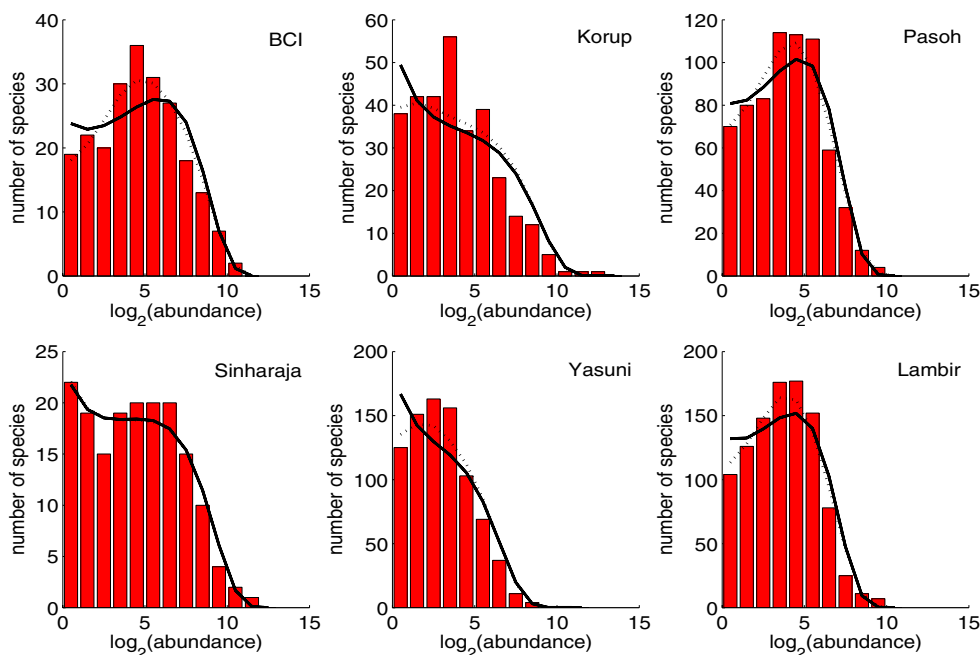 BCI
number of species
40
30
20
10
0
0 5 10 15
log2(abundance)
Korup
number of species
60
50
40
30
20
10
0
0 5 10 15
log2(abundance)
Pasoh
number of species
120
100
80
60
40
20
0
0 5 10 15
log2(abundance)
Sinharaja
number of species
25
20
15
10
5
0
0 5 10 15
log2(abundance)
Yasuni
number of species
200
150
100
50
0
0 5 10 15
log2(abundance)
Lambir
number of species
200
150
100
50
0
0 5 10 15
log2(abundance)